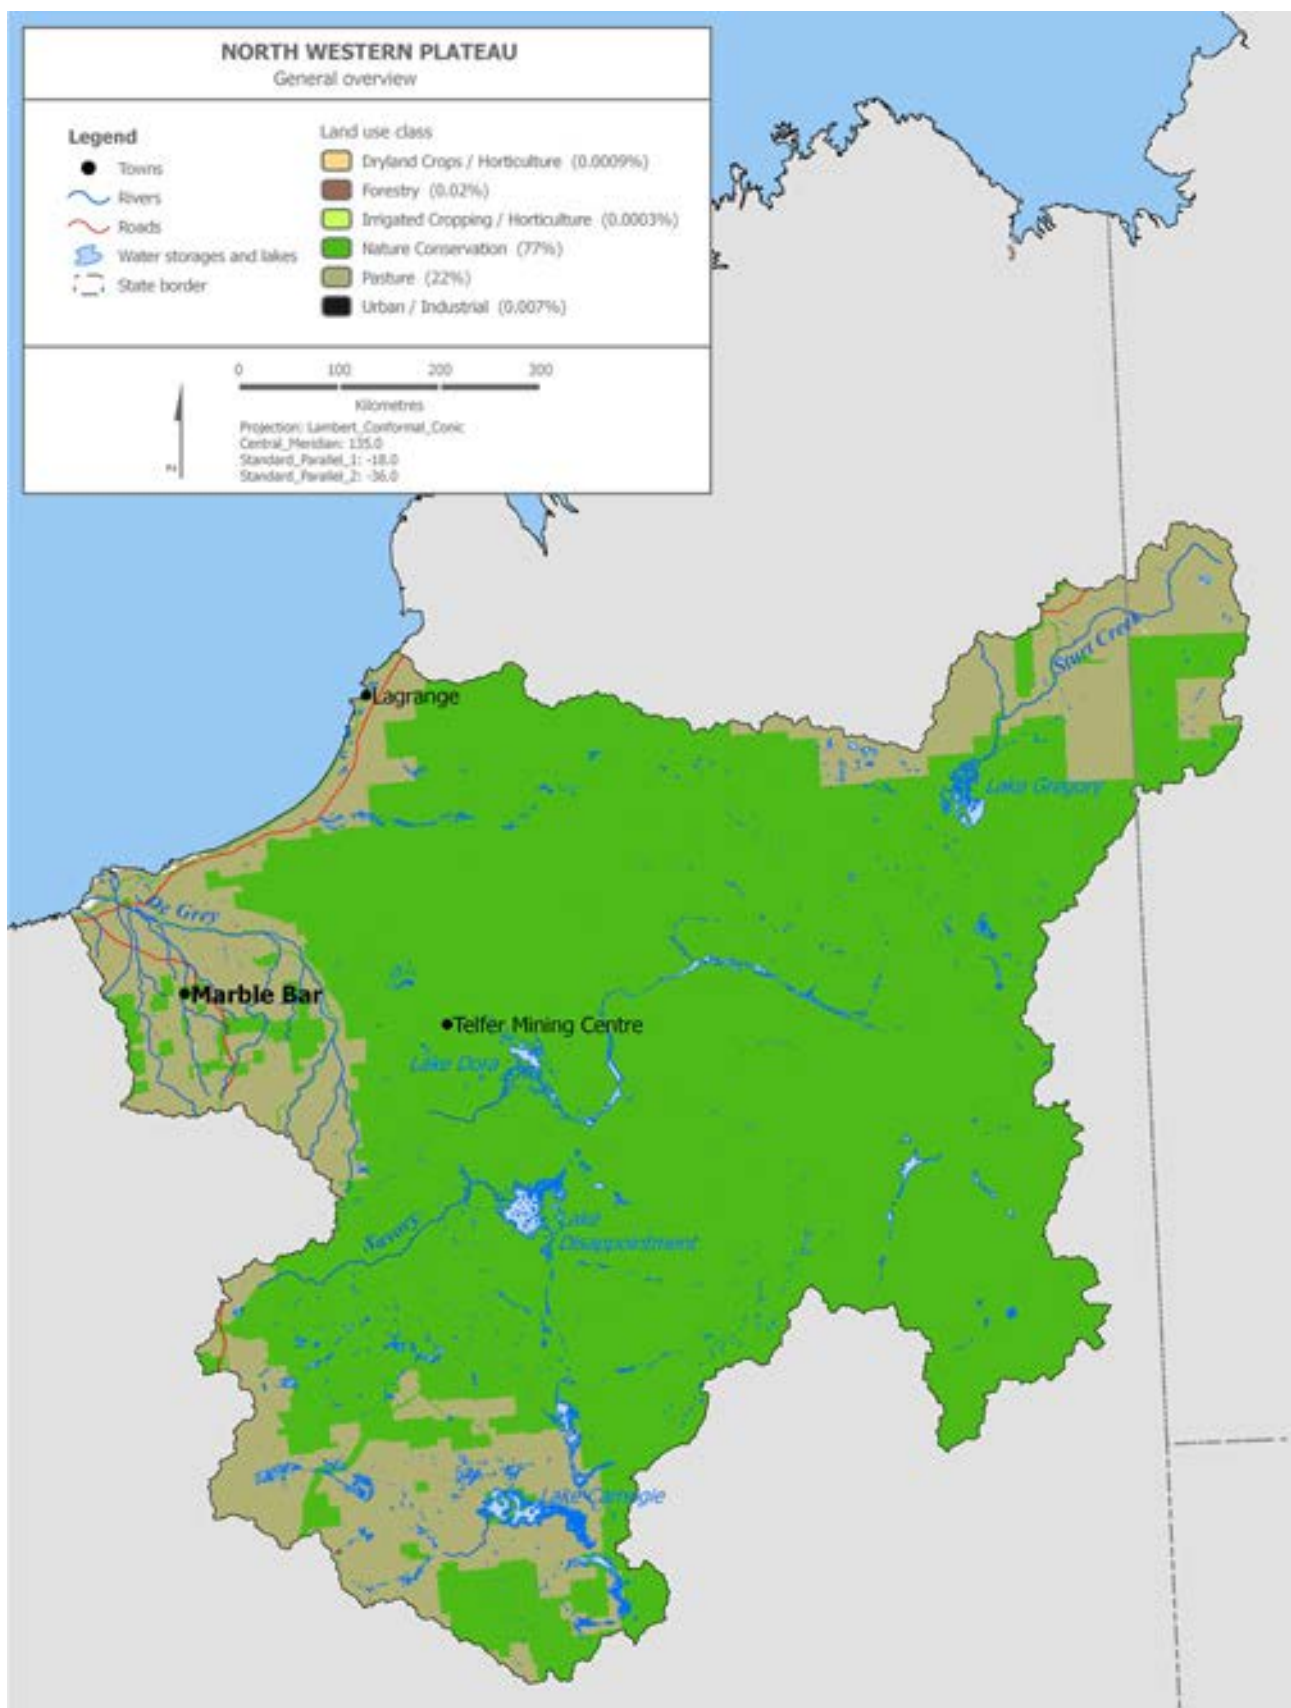 NORTH WESTERN PLATEAU
General overview
Legend
Towns
Rivers
Roads
Water storages and lakes
State border
Land use class
Dryland Crops / Horticulture (0.0009%)
Forestry (0.02%)
Irrigated Cropping / Horticulture (0.0003%)
Nature Conservation (77%)
Pasture (22%)
Urban / Industrial (0.007%)
0 100 200 300
Kilometres
Projection: Lambert_Conformal_Conic
Central_Meridian: 135.0
Standard_Parallel_1: -18.0
Standard_Parallel_2: -36.0
N
Sturt Creek
Lagrange
Lake Gregory
De Grey
Marble Bar
Telfer Mining Centre
Lake Dora
Savory
Lake
Disappointment
Lake Carnegie